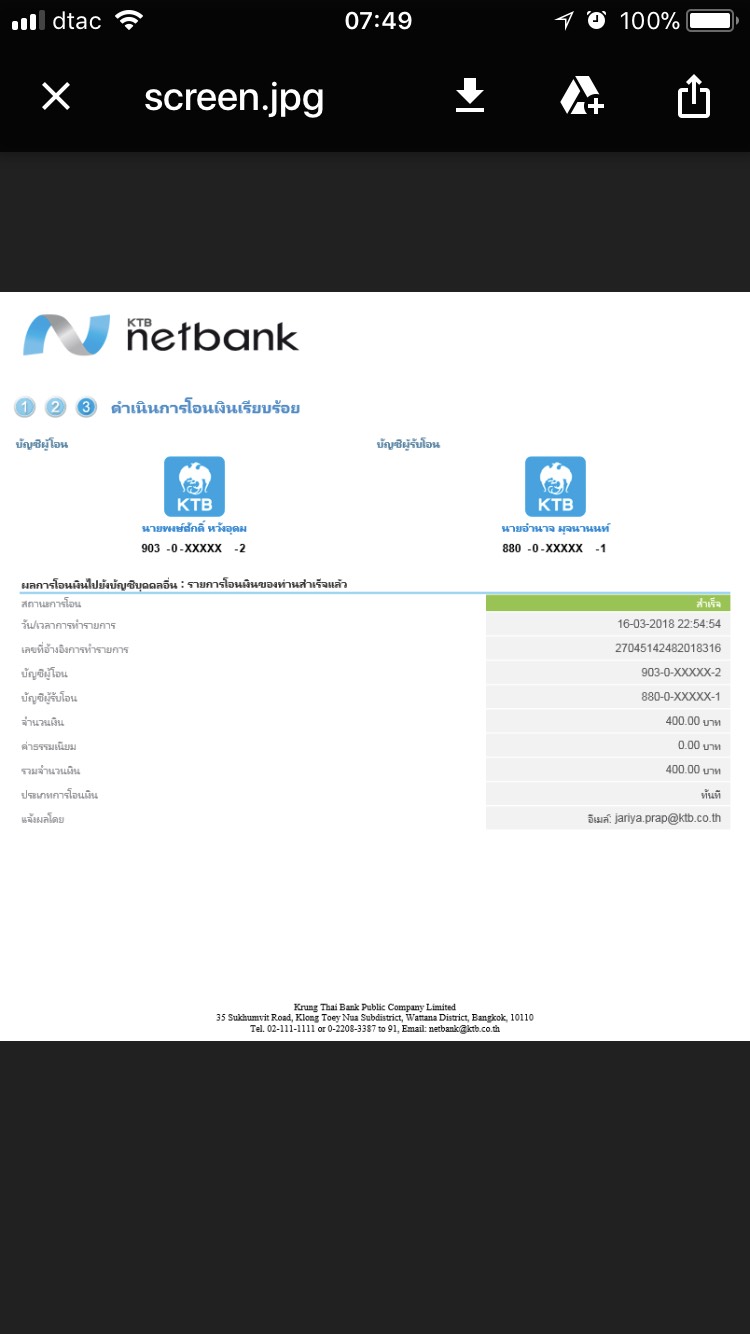 dtac 07:49 100%
screen.jpg
KTB
netbank
1 2 3 ดำเนินการโอนเงินเรียบร้อย
บัญชีผู้โอน บัญชีผู้รับโอน
KTB KTB
นายพงษ์ศักดิ์ หวังอุดม นายอำนาจ มุจนานนท์
903 -0-XXXXX -2 880 -0-XXXXX -1
ผลการโอนเงินไปยังบัญชีบุคคลอื่น : รายการโอนเงินของท่านสำเร็จแล้ว
สถานะการโอน สำเร็จ
วัน/เวลาการทำรายการ 16-03-2018 22:54:54
เลขที่อ้างอิงการทำรายการ 27045142482018316
บัญชีผู้โอน 903-0-XXXXX-2
บัญชีผู้รับโอน 880-0-XXXXX-1
จำนวนเงิน 400.00 บาท
ค่าธรรมเนียม 0.00 บาท
รวมจำนวนเงิน 400.00 บาท
ประเภทการโอนเงิน ทันที
แจ้งผลโดย อีเมล์: jariya.prap@ktb.co.th
Krung Thai Bank Public Company Limited
35 Sukhumvit Road, Klong Toey Nua Subdistrict, Wattana District, Bangkok, 10110
Tel. 02-111-1111 or 0-2208-3387 to 91, Email: netbank@ktb.co.th